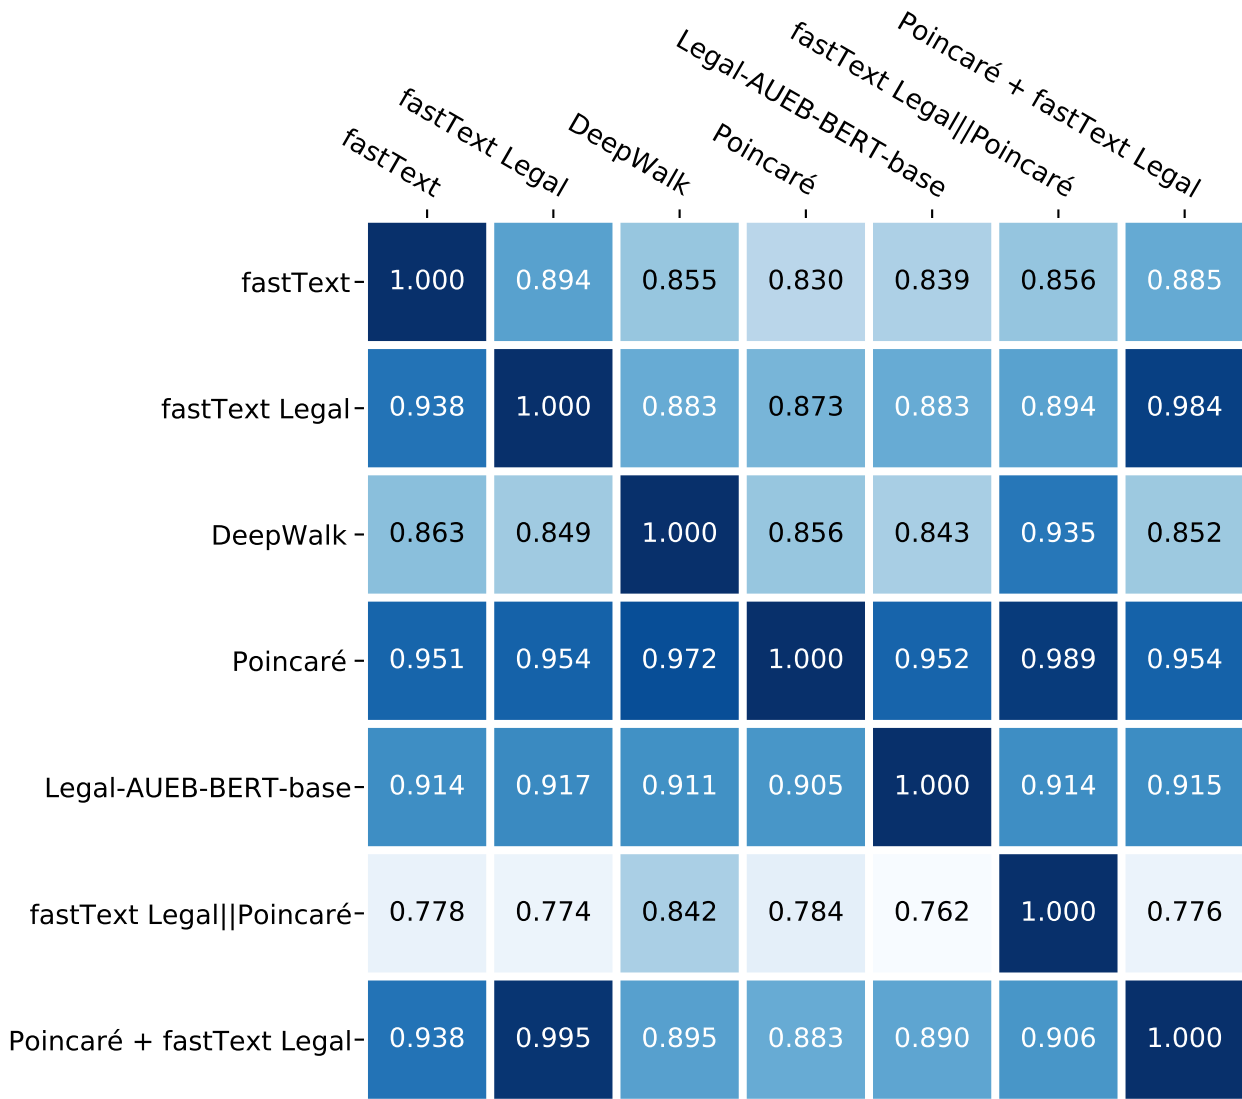 fastText
fastText Legal
DeepWalk
Poincaré
Legal-AUEB-BERT-base
fastText Legal||Poincaré
Poincaré + fastText Legal
fastText 1.000 0.894 0.855 0.830 0.839 0.856 0.885
fastText Legal 0.938 1.000 0.883 0.873 0.883 0.894 0.984
DeepWalk 0.863 0.849 1.000 0.856 0.843 0.935 0.852
Poincaré 0.951 0.954 0.972 1.000 0.952 0.989 0.954
Legal-AUEB-BERT-base 0.914 0.917 0.911 0.905 1.000 0.914 0.915
fastText Legal||Poincaré 0.778 0.774 0.842 0.784 0.762 1.000 0.776
Poincaré + fastText Legal 0.938 0.995 0.895 0.883 0.890 0.906 1.000